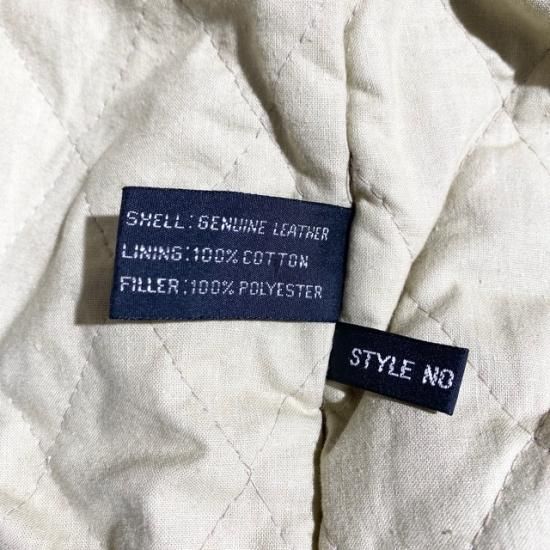 SHELL: GENUINE LEATHER
LINING: 100% COTTON
FILLER: 100% POLYESTER
STYLE NO